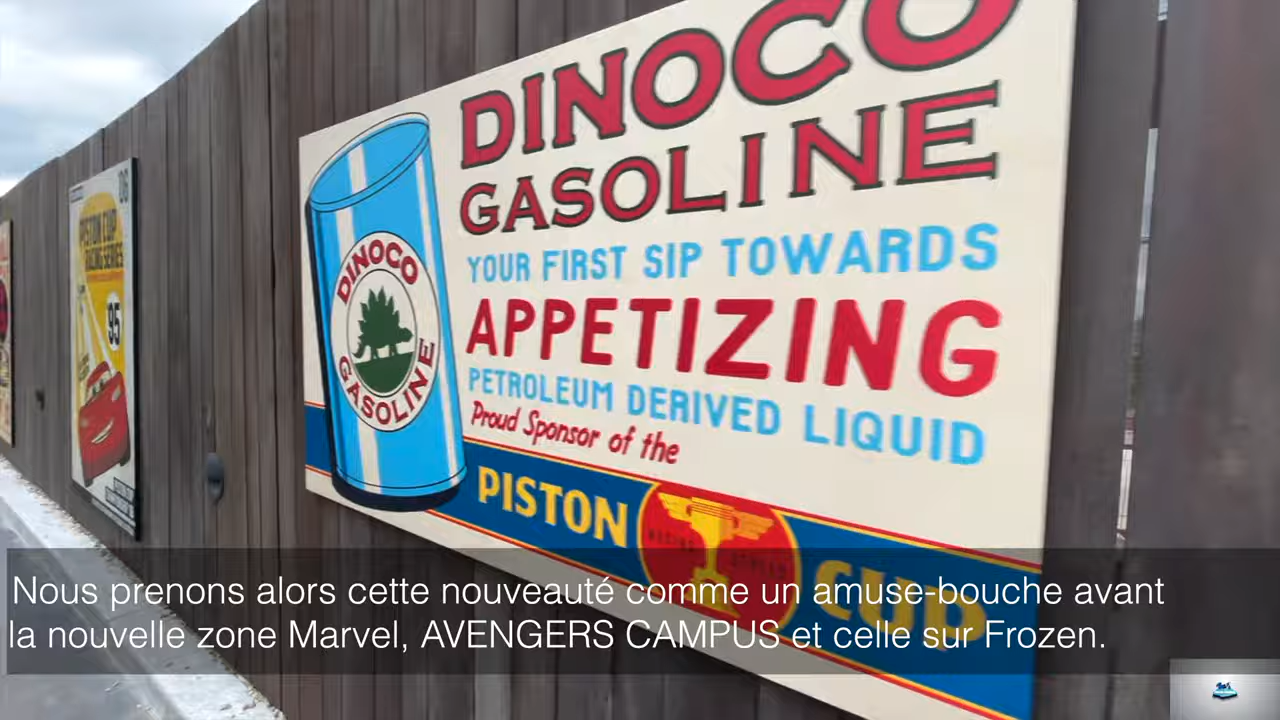 DINOCO
GASOLINE
YOUR FIRST SIP TOWARDS
APPETIZING
PETROLEUM DERIVED LIQUID
Proud Sponsor of the
PISTON CUP
DINOCO
GASOLINE
PISTON CUP
RACING SERIES
95
Nous prenons alors cette nouveauté comme un amuse-bouche avant
la nouvelle zone Marvel, AVENGERS CAMPUS et celle sur Frozen.